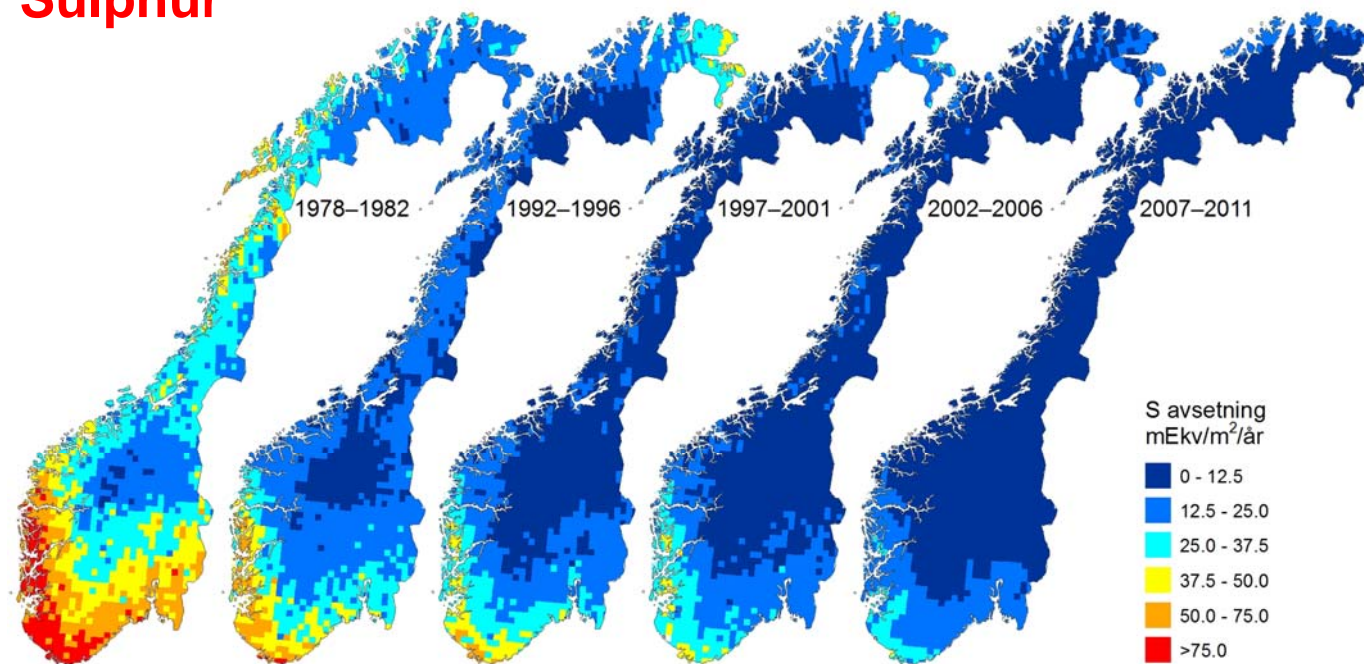 Sulphur
1978–1982
1992–1996
1997–2001
2002–2006
2007–2011
S avsetning
mEkv/m²/år
0 - 12.5
12.5 - 25.0
25.0 - 37.5
37.5 - 50.0
50.0 - 75.0
>75.0